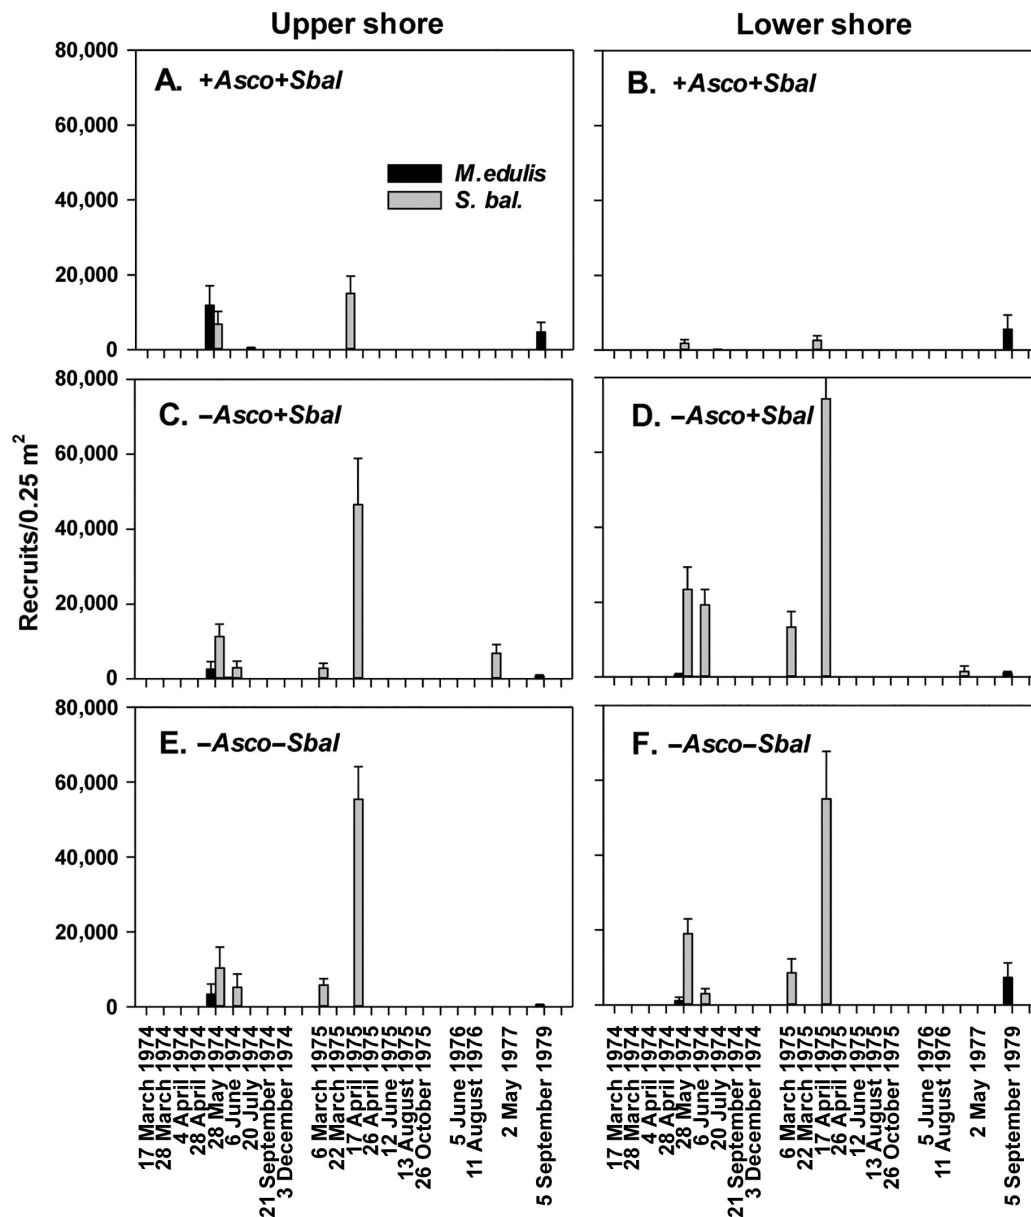 Upper shore
Lower shore
80,000
60,000
40,000
20,000
0
A. +Asco+Sbal
M.edulis
S. bal.
B. +Asco+Sbal
80,000
60,000
40,000
20,000
0
C. –Asco+Sbal
D. –Asco+Sbal
Recruits/0.25 m²
80,000
60,000
40,000
20,000
0
E. –Asco–Sbal
F. –Asco–Sbal
17 March 1974
28 March 1974
4 April 1974
28 April 1974
28 May 1974
6 June 1974
20 July 1974
21 September 1974
3 December 1974
6 March 1975
22 March 1975
17 April 1975
26 April 1975
12 June 1975
13 August 1975
26 October 1975
5 June 1976
11 August 1976
2 May 1977
5 September 1979
17 March 1974
28 March 1974
4 April 1974
28 April 1974
28 May 1974
6 June 1974
20 July 1974
21 September 1974
3 December 1974
6 March 1975
22 March 1975
17 April 1975
26 April 1975
12 June 1975
13 August 1975
26 October 1975
5 June 1976
11 August 1976
2 May 1977
5 September 1979